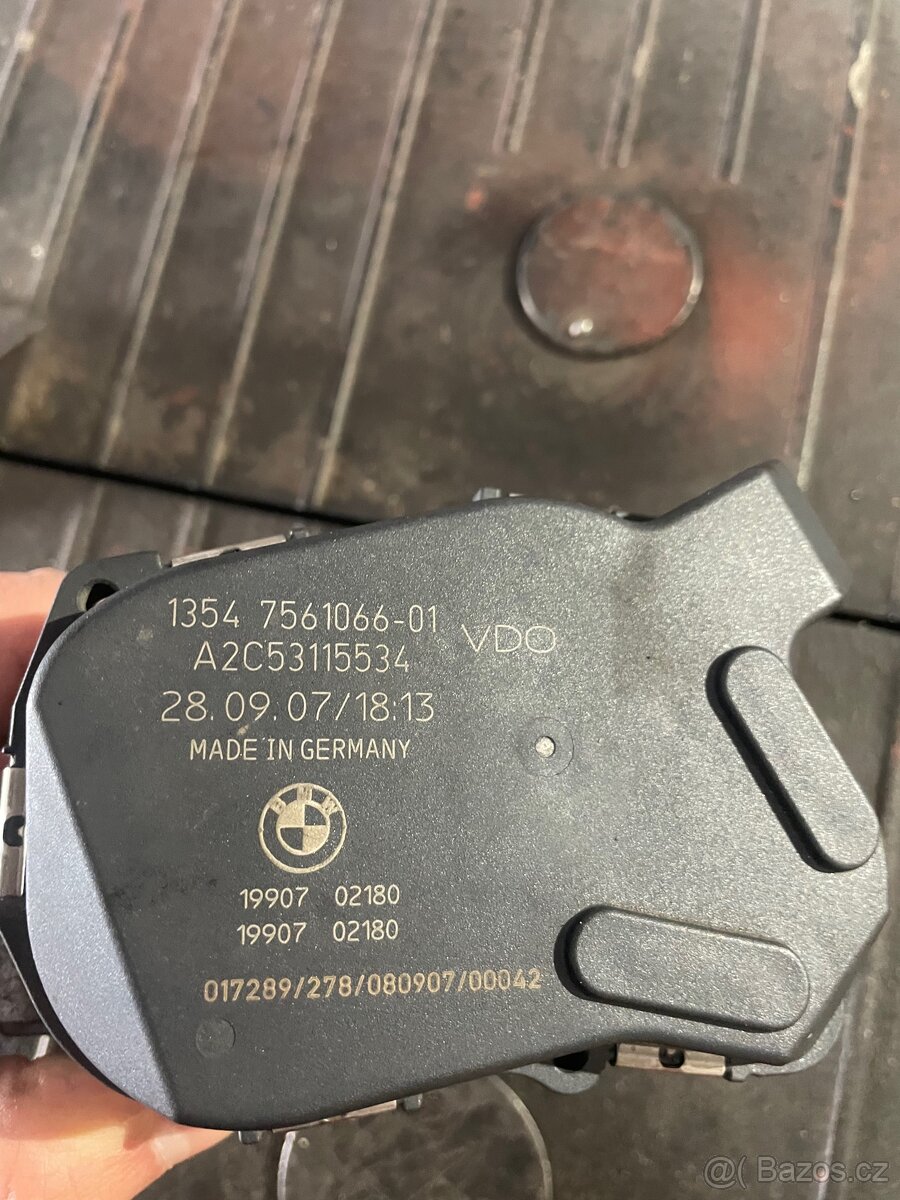 1354 7561066-01
VDO
A2C53115534
28.09.07/18:13
MADE IN GERMANY
BMW
19907 02180
19907 02180
017289/278/080907/00042
@( Bazos.cz